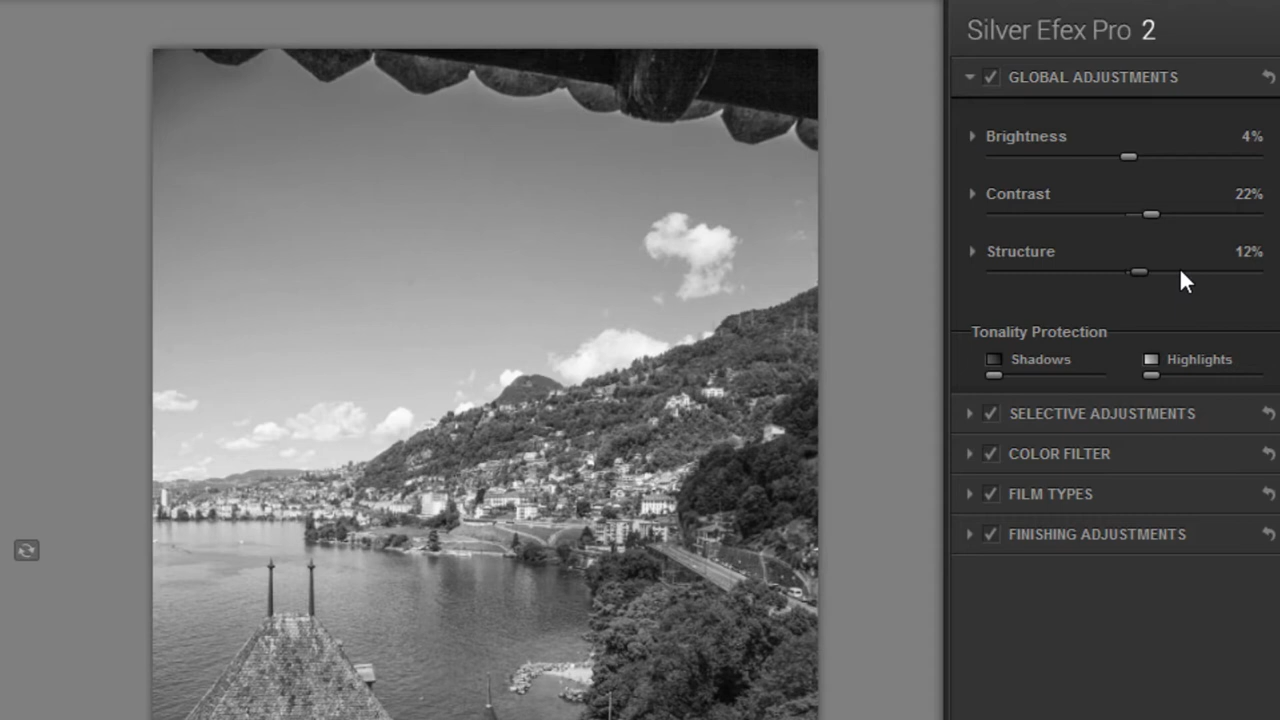 Silver Efex Pro 2
GLOBAL ADJUSTMENTS
Brightness 4%
Contrast 22%
Structure 12%
Tonality Protection
Shadows Highlights
SELECTIVE ADJUSTMENTS
COLOR FILTER
FILM TYPES
FINISHING ADJUSTMENTS